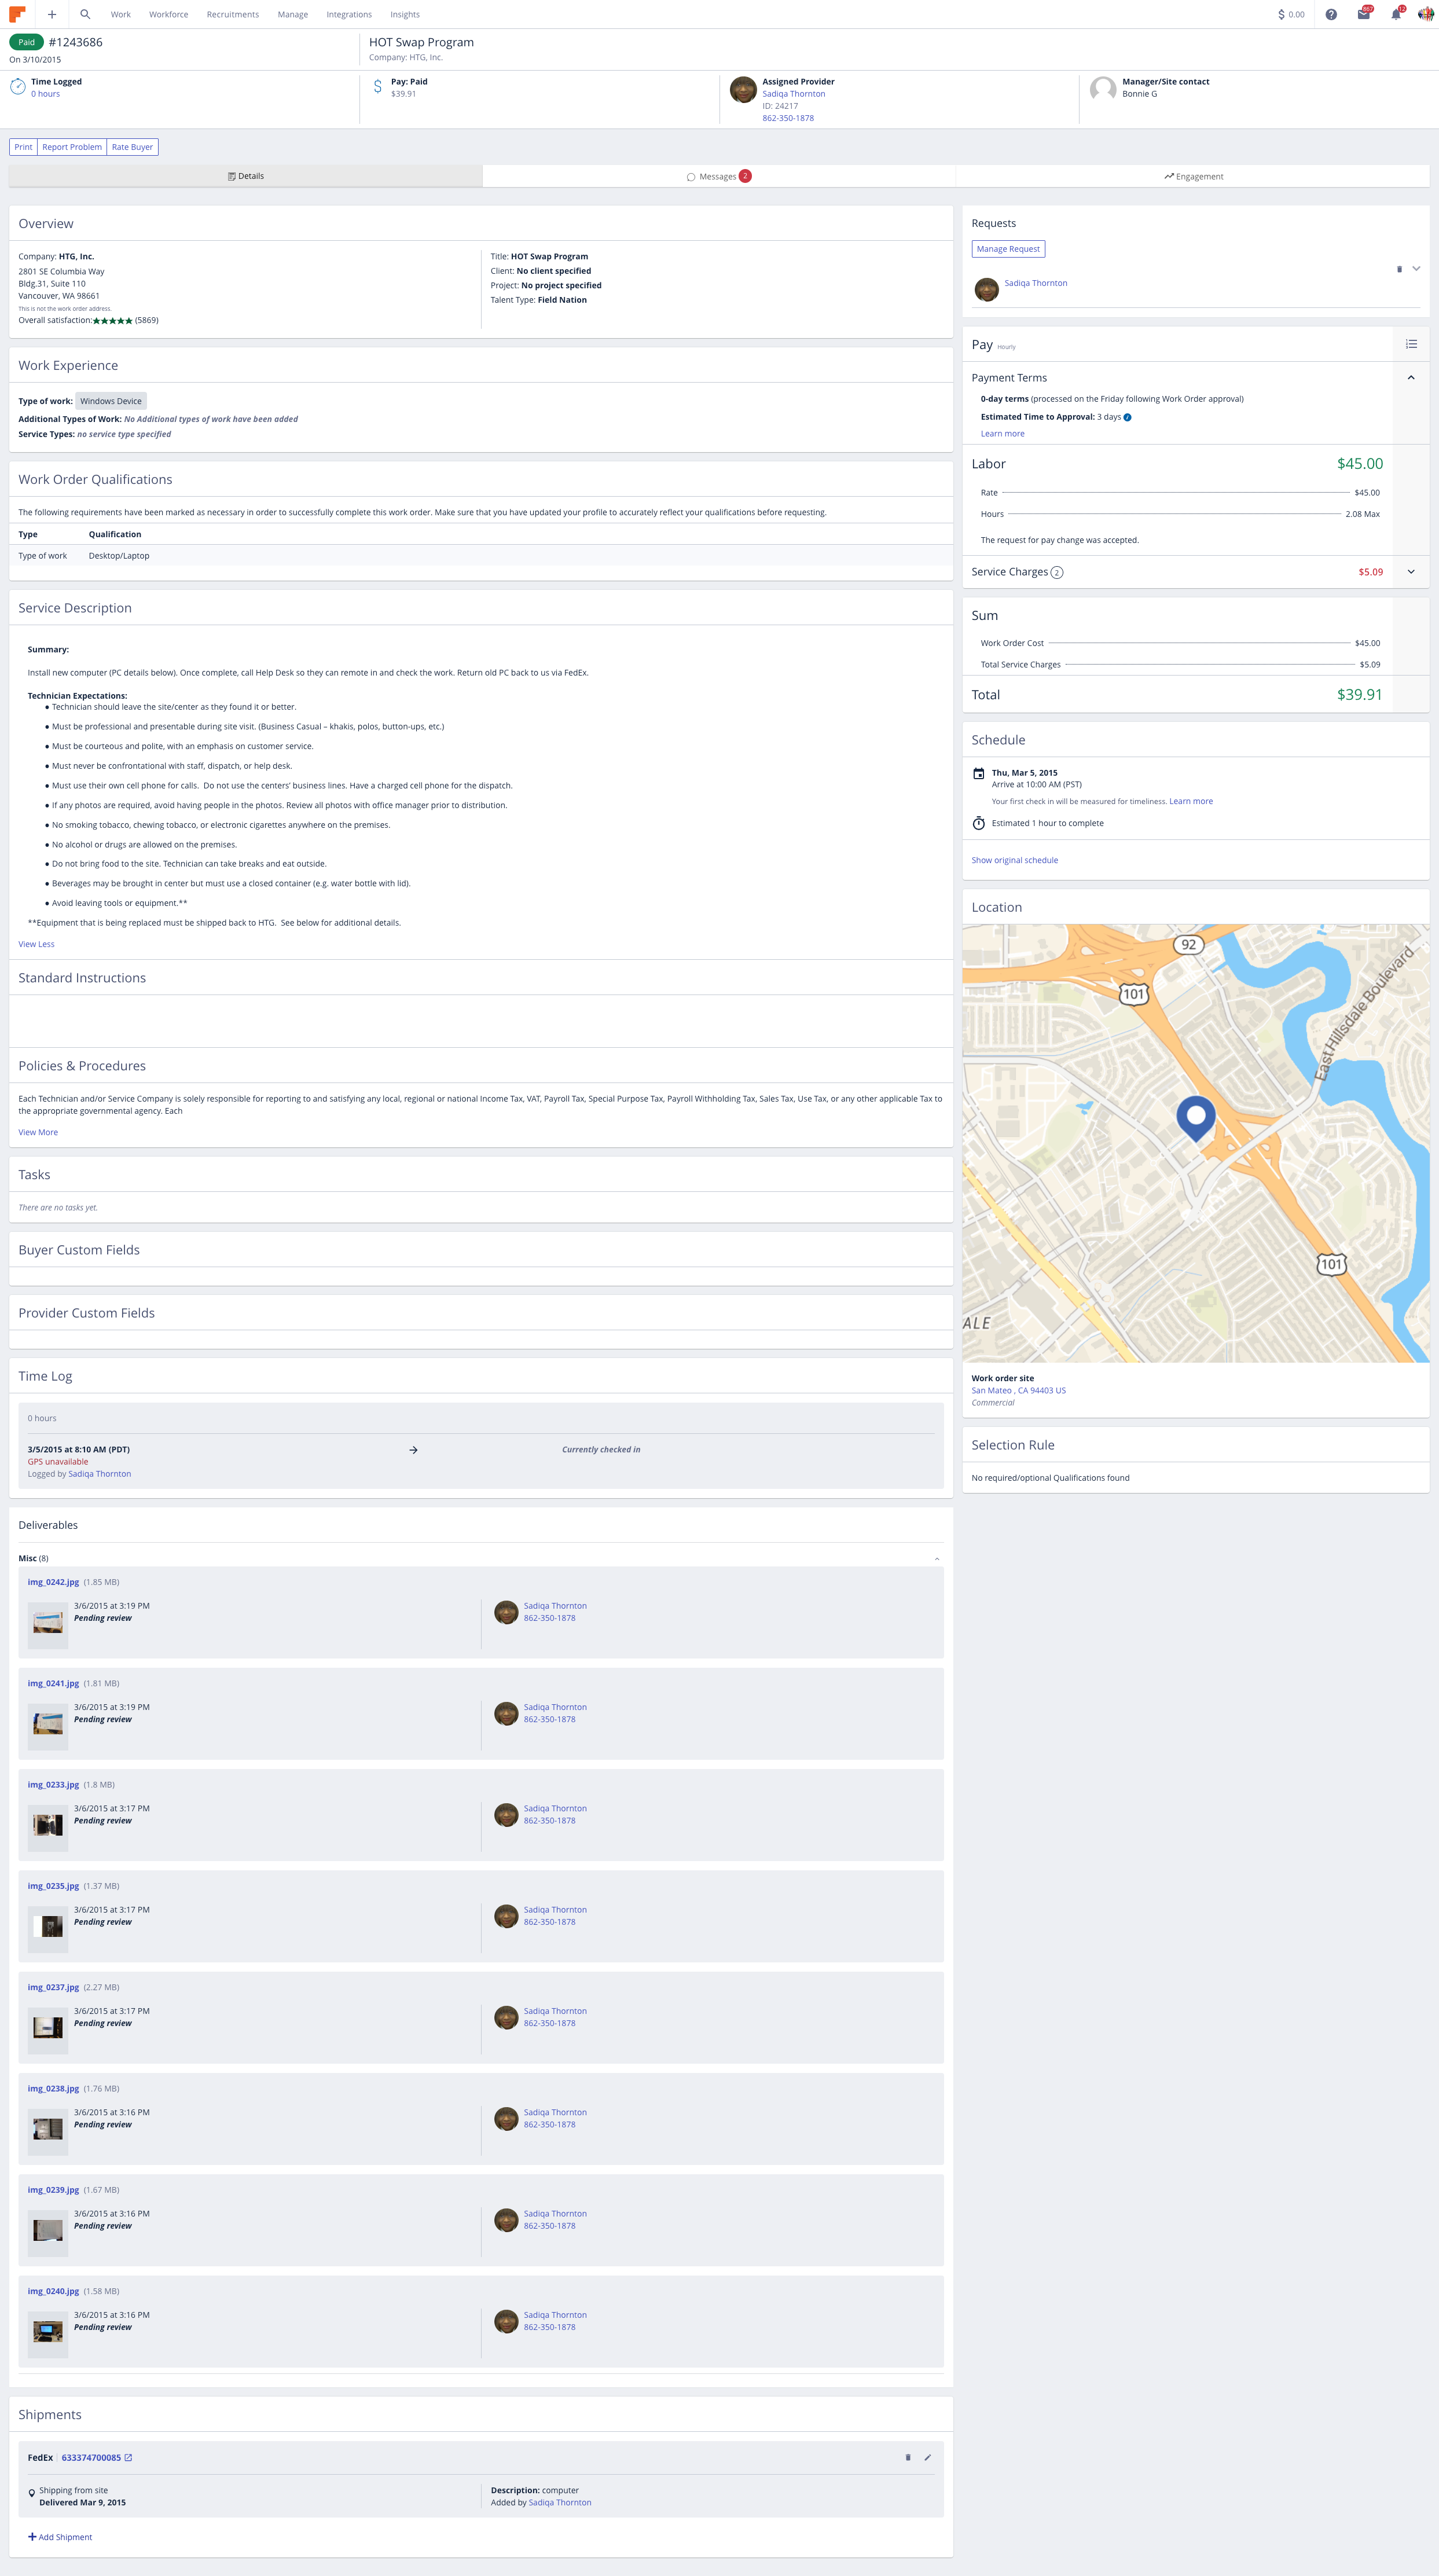 Work Workforce Recruitments Manage Integrations Insights
$ 0.00
867
12
Paid #1243686
On 3/10/2015
HOT Swap Program
Company: HTG, Inc.
Time Logged
0 hours
Pay: Paid
$39.91
Assigned Provider
Sadiqa Thornton
ID: 24217
862-350-1878
Manager/Site contact
Bonnie G
Print Report Problem Rate Buyer
Details
Messages 2
Engagement
Overview
Company: HTG, Inc.
2801 SE Columbia Way
Bldg.31, Suite 110
Vancouver, WA 98661
This is not the work order address.
Overall satisfaction:★★★★★ (5869)
Title: HOT Swap Program
Client: No client specified
Project: No project specified
Talent Type: Field Nation
Work Experience
Type of work: Windows Device
Additional Types of Work: No Additional types of work have been added
Service Types: no service type specified
Work Order Qualifications
The following requirements have been marked as necessary in order to successfully complete this work order. Make sure that you have updated your profile to accurately reflect your qualifications before requesting.
Type Qualification
Type of work Desktop/Laptop
Service Description
Summary:
Install new computer (PC details below). Once complete, call Help Desk so they can remote in and check the work. Return old PC back to us via FedEx.
Technician Expectations:
● Technician should leave the site/center as they found it or better.
● Must be professional and presentable during site visit. (Business Casual – khakis, polos, button-ups, etc.)
● Must be courteous and polite, with an emphasis on customer service.
● Must never be confrontational with staff, dispatch, or help desk.
● Must use their own cell phone for calls.  Do not use the centers’ business lines. Have a charged cell phone for the dispatch.
● If any photos are required, avoid having people in the photos. Review all photos with office manager prior to distribution.
● No smoking tobacco, chewing tobacco, or electronic cigarettes anywhere on the premises.
● No alcohol or drugs are allowed on the premises.
● Do not bring food to the site. Technician can take breaks and eat outside.
● Beverages may be brought in center but must use a closed container (e.g. water bottle with lid).
● Avoid leaving tools or equipment.**
**Equipment that is being replaced must be shipped back to HTG.  See below for additional details.
View Less
Standard Instructions
Policies & Procedures
Each Technician and/or Service Company is solely responsible for reporting to and satisfying any local, regional or national Income Tax, VAT, Payroll Tax, Special Purpose Tax, Payroll Withholding Tax, Sales Tax, Use Tax, or any other applicable Tax to
the appropriate governmental agency. Each
View More
Tasks
There are no tasks yet.
Buyer Custom Fields
Provider Custom Fields
Time Log
0 hours
3/5/2015 at 8:10 AM (PDT)
Currently checked in
GPS unavailable
Logged by Sadiqa Thornton
Deliverables
Misc (8)
img_0242.jpg (1.85 MB)
3/6/2015 at 3:19 PM
Pending review
Sadiqa Thornton
862-350-1878
img_0241.jpg (1.81 MB)
3/6/2015 at 3:19 PM
Pending review
Sadiqa Thornton
862-350-1878
img_0233.jpg (1.8 MB)
3/6/2015 at 3:17 PM
Pending review
Sadiqa Thornton
862-350-1878
img_0235.jpg (1.37 MB)
3/6/2015 at 3:17 PM
Pending review
Sadiqa Thornton
862-350-1878
img_0237.jpg (2.27 MB)
3/6/2015 at 3:17 PM
Pending review
Sadiqa Thornton
862-350-1878
img_0238.jpg (1.76 MB)
3/6/2015 at 3:16 PM
Pending review
Sadiqa Thornton
862-350-1878
img_0239.jpg (1.67 MB)
3/6/2015 at 3:16 PM
Pending review
Sadiqa Thornton
862-350-1878
img_0240.jpg (1.58 MB)
3/6/2015 at 3:16 PM
Pending review
Sadiqa Thornton
862-350-1878
Shipments
FedEx 633374700085
Shipping from site
Delivered Mar 9, 2015
Description: computer
Added by Sadiqa Thornton
Add Shipment
Requests
Manage Request
Sadiqa Thornton
Pay Hourly
Payment Terms
0-day terms (processed on the Friday following Work Order approval)
Estimated Time to Approval: 3 days
Learn more
Labor $45.00
Rate $45.00
Hours 2.08 Max
The request for pay change was accepted.
Service Charges 2 $5.09
Sum
Work Order Cost $45.00
Total Service Charges $5.09
Total $39.91
Schedule
Thu, Mar 5, 2015
Arrive at 10:00 AM (PST)
Your first check in will be measured for timeliness. Learn more
Estimated 1 hour to complete
Show original schedule
Location
92
101
East Hillsdale Boulevard
101
ALE
Work order site
San Mateo , CA 94403 US
Commercial
Selection Rule
No required/optional Qualifications found